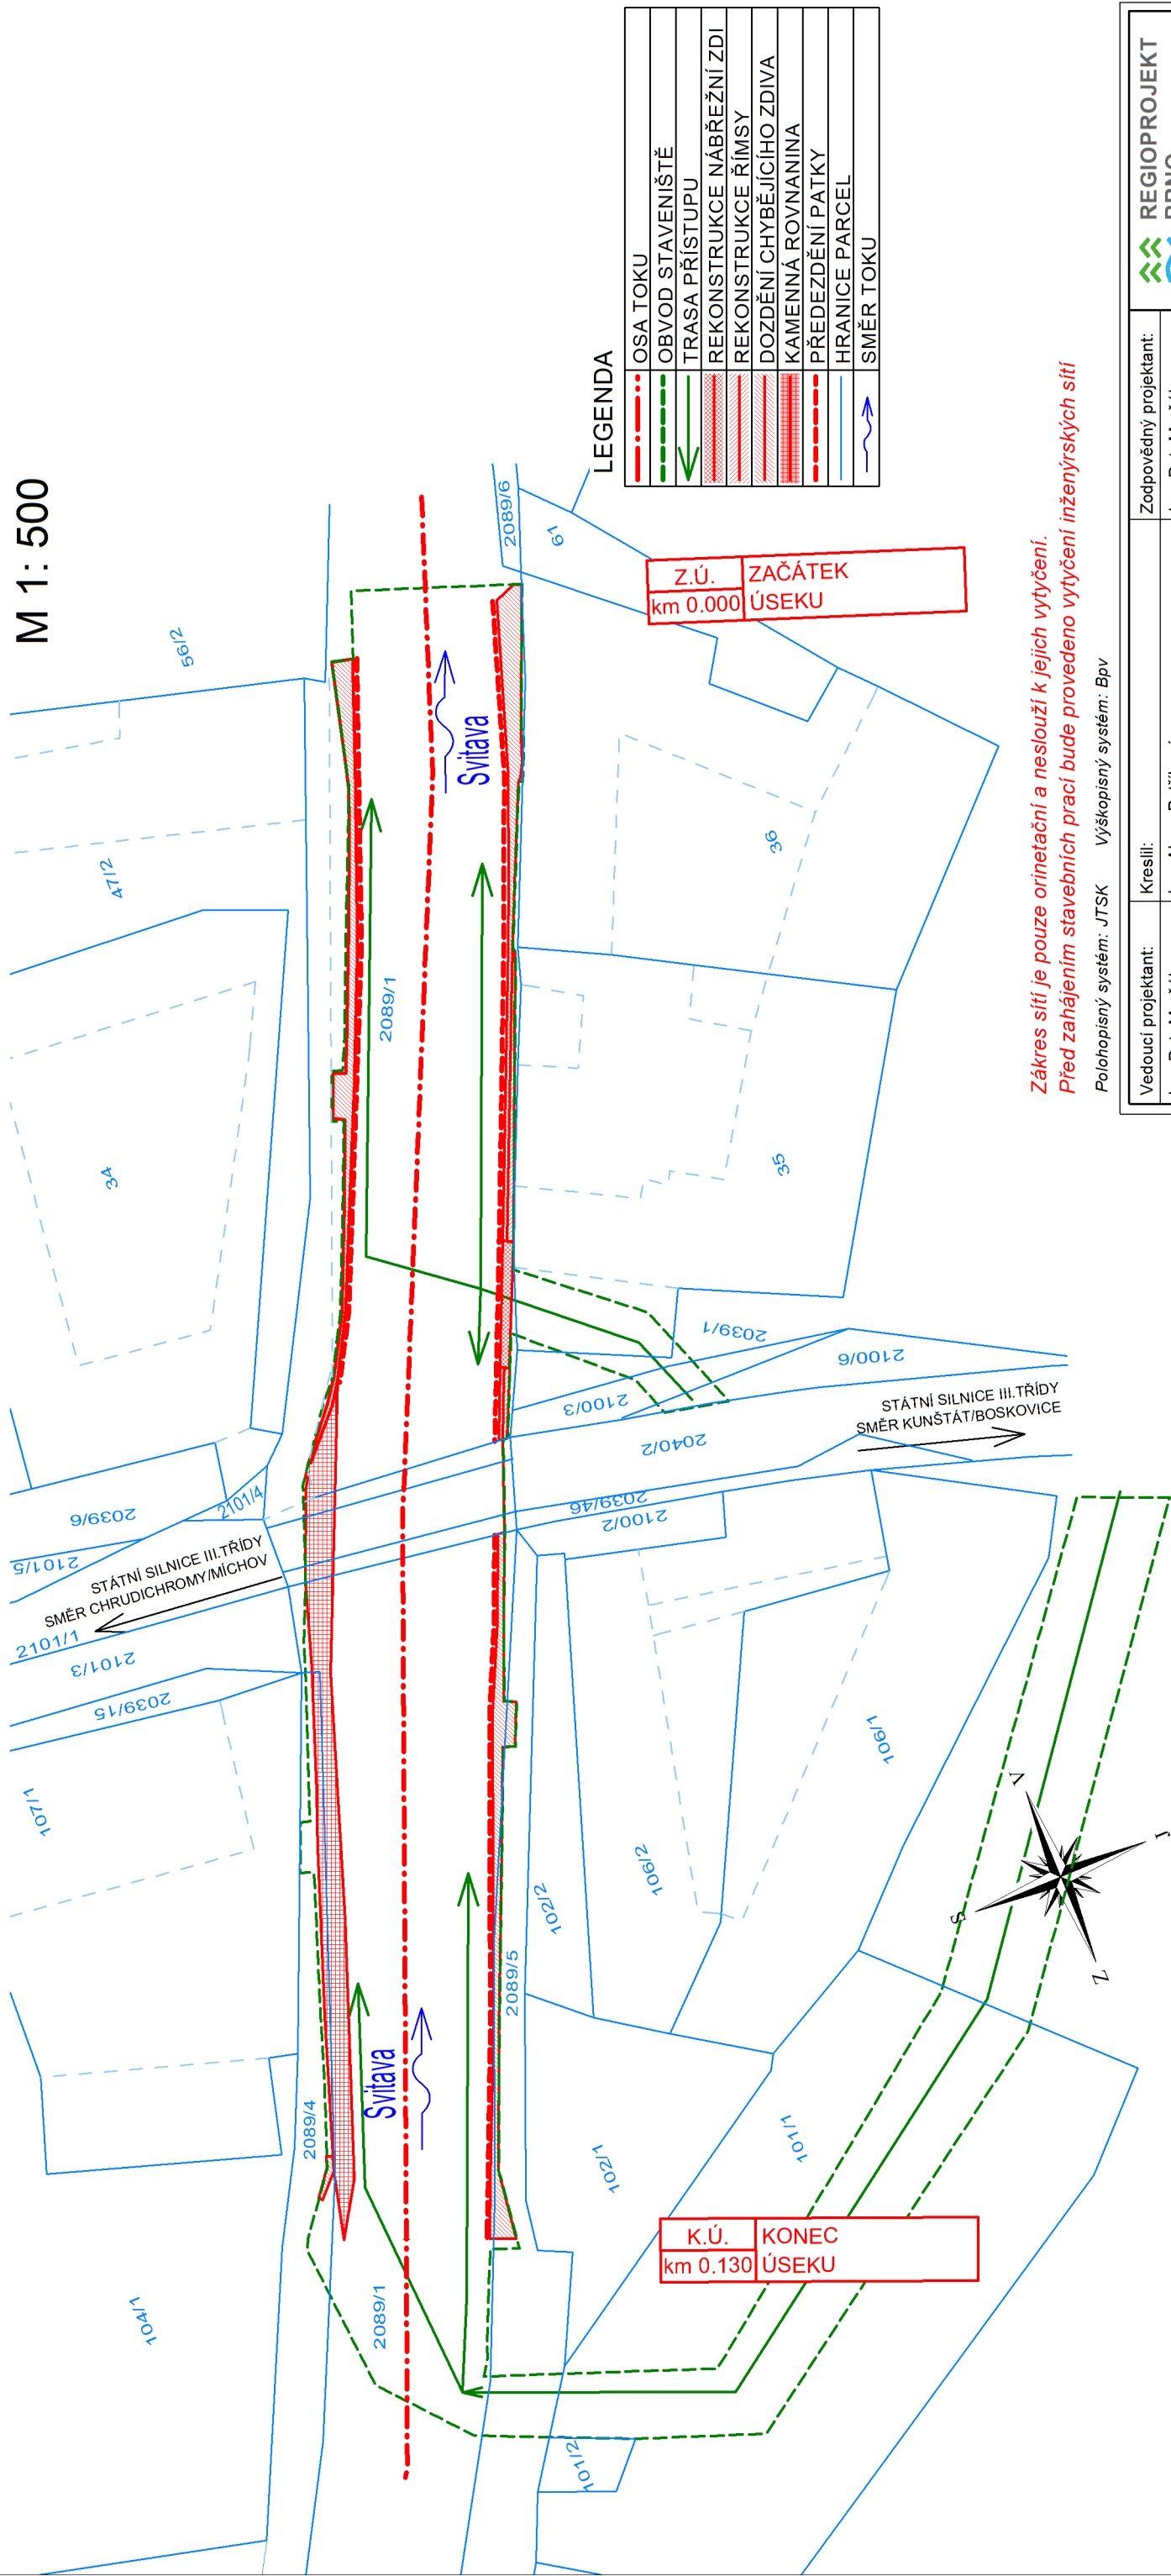 M 1: 500
56/2
47/2
34
2089/1
Svitava
2089/6
61
36
35
Z.Ú.
ZAČÁTEK
km 0.000
ÚSEKU
LEGENDA
OSA TOKU
OBVOD STAVENIŠTĚ
TRASA PŘÍSTUPU
REKONSTRUKCE NÁBŘEŽNÍ ZDI
REKONSTRUKCE ŘÍMSY
DOZDĚNÍ CHYBĚJÍCÍHO ZDIVA
KAMENNÁ ROVNANINA
PŘEDEZDĚNÍ PATKY
HRANICE PARCEL
SMĚR TOKU
2039/1
2100/6
2100/3
2040/2
STÁTNÍ SILNICE III.TŘÍDY
SMĚR KUNŠTÁT/BOSKOVICE
2039/46
2100/2
2039/6
2101/4
2101/5
STÁTNÍ SILNICE III.TŘÍDY
SMĚR CHRUDICHROMY/MÍCHOV
2101/1
2101/3
2039/15
107/1
106/1
106/2
102/2
2089/5
2089/4
Svitava
102/1
101/1
104/1
2089/1
101/2
K.Ú.
KONEC
km 0.130
ÚSEKU
S
V
J
Z
Zákres sítí je pouze orinetační a neslouží k jejich vytyčení.
Před zahájením stavebních prací bude provedeno vytyčení inženýrských sítí
Polohopisný systém: JTSK Výškopisný systém: Bpv
Vedoucí projektant:
Kreslil:
Zodpovědný projektant:
REGIOPROJEKT
BRNO